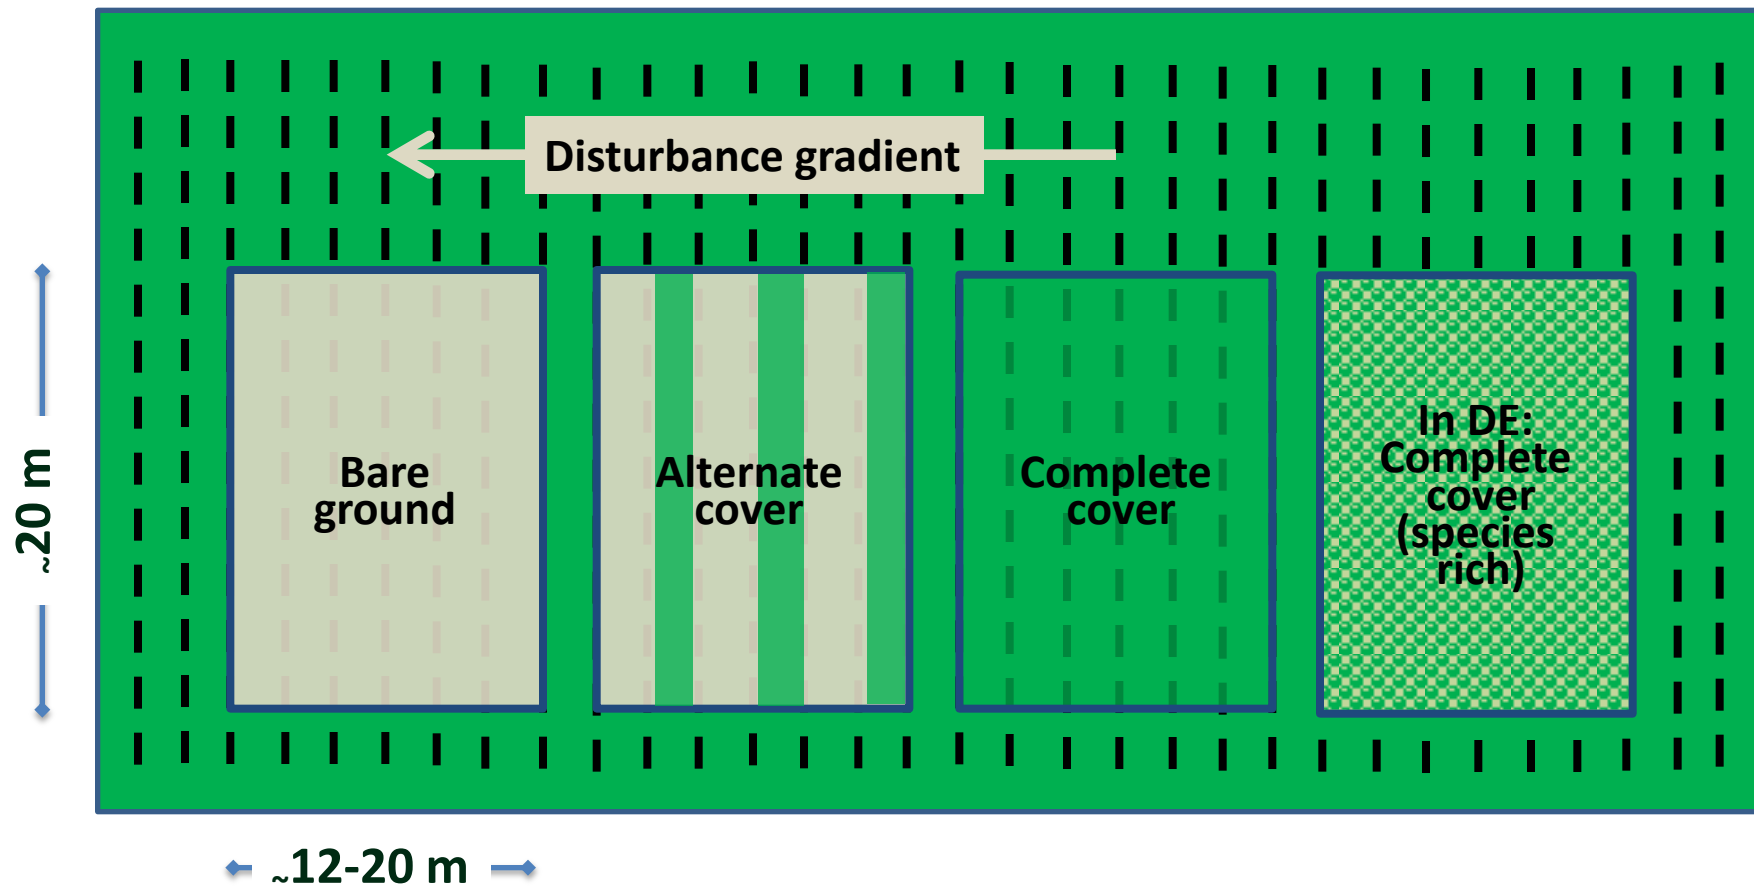 Disturbance gradient
Bare
ground
Alternate
cover
Complete
cover
In DE:
Complete
cover
(species
rich)
~20 m
~12-20 m